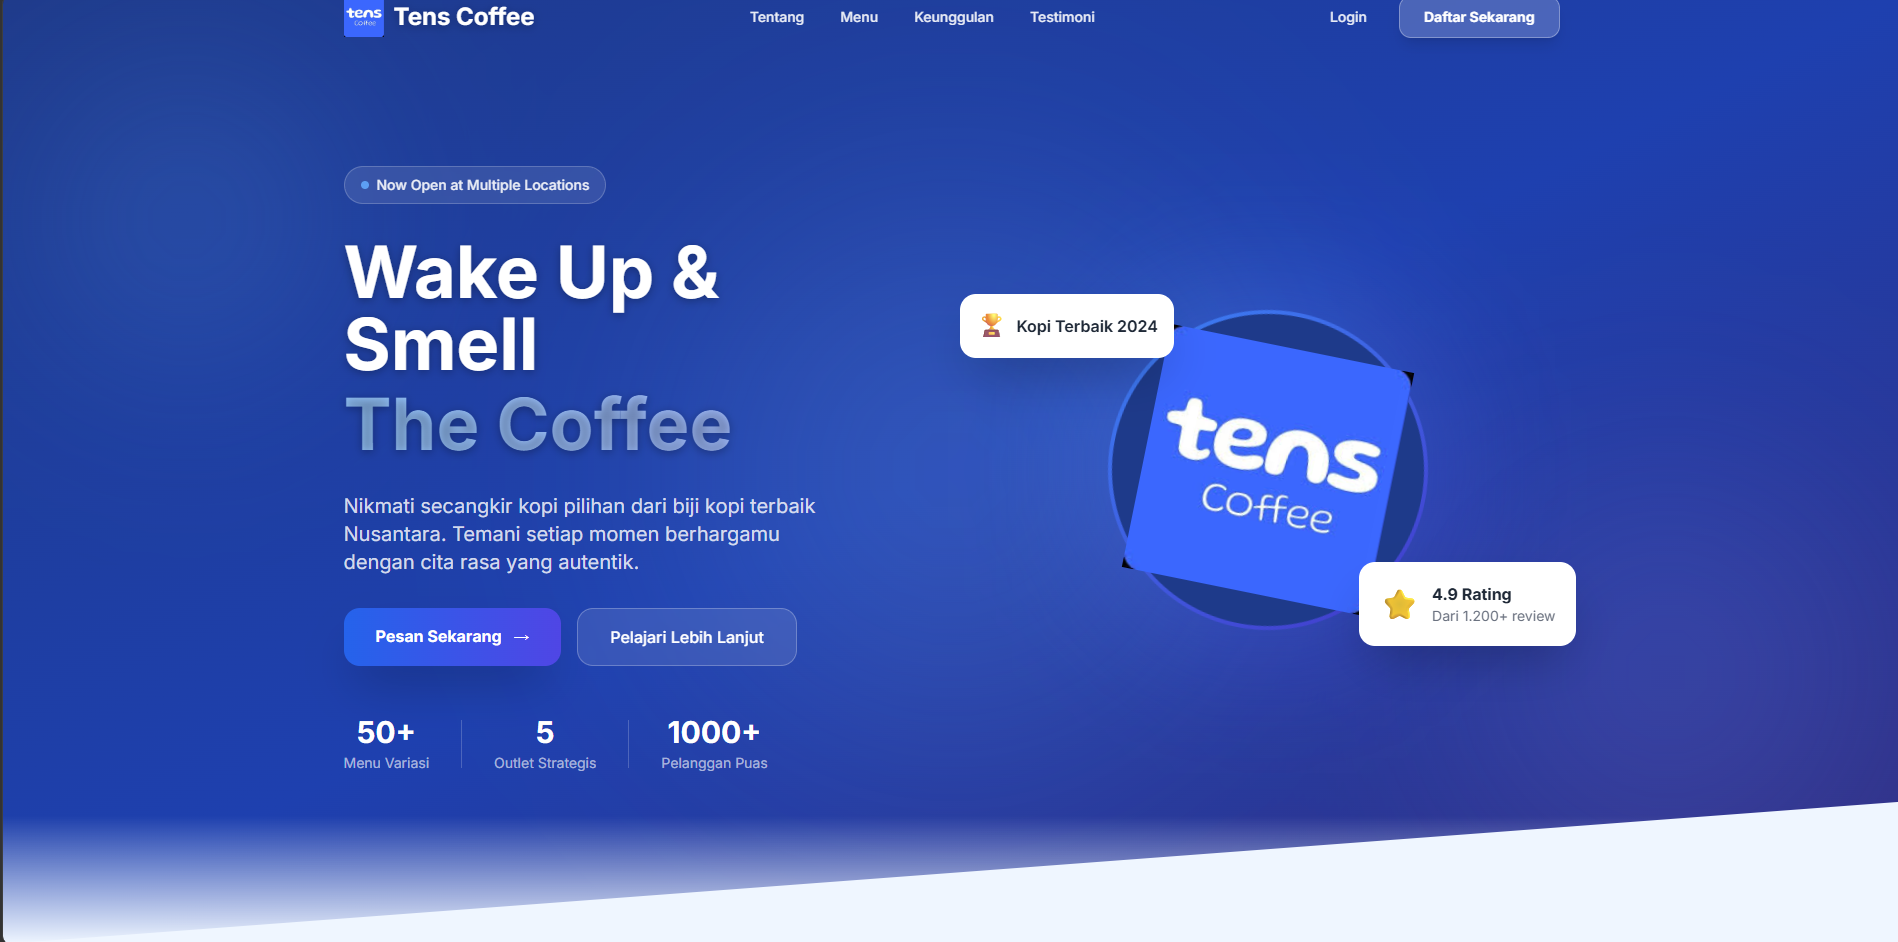 tens
Coffee
Tens Coffee
Tentang
Menu
Keunggulan
Testimoni
Login
Daftar Sekarang
Now Open at Multiple Locations
Wake Up &
Smell
The Coffee
Nikmati secangkir kopi pilihan dari biji kopi terbaik
Nusantara. Temani setiap momen berhargamu
dengan cita rasa yang autentik.
Pesan Sekarang →
Pelajari Lebih Lanjut
50+
Menu Variasi
5
Outlet Strategis
1000+
Pelanggan Puas
Kopi Terbaik 2024
tens
Coffee
4.9 Rating
Dari 1.200+ review